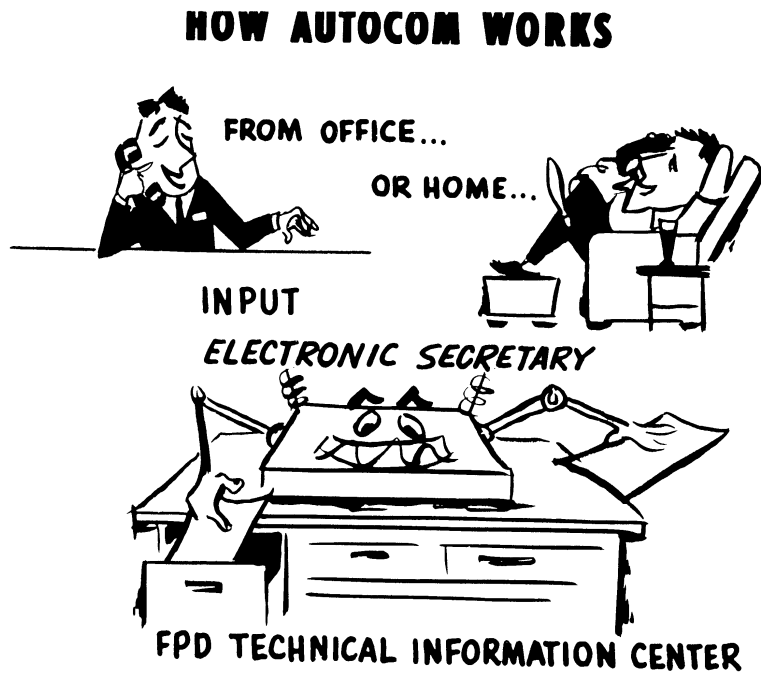 HOW AUTOCOM WORKS
FROM OFFICE...
OR HOME...
INPUT
ELECTRONIC SECRETARY
FPD TECHNICAL INFORMATION CENTER